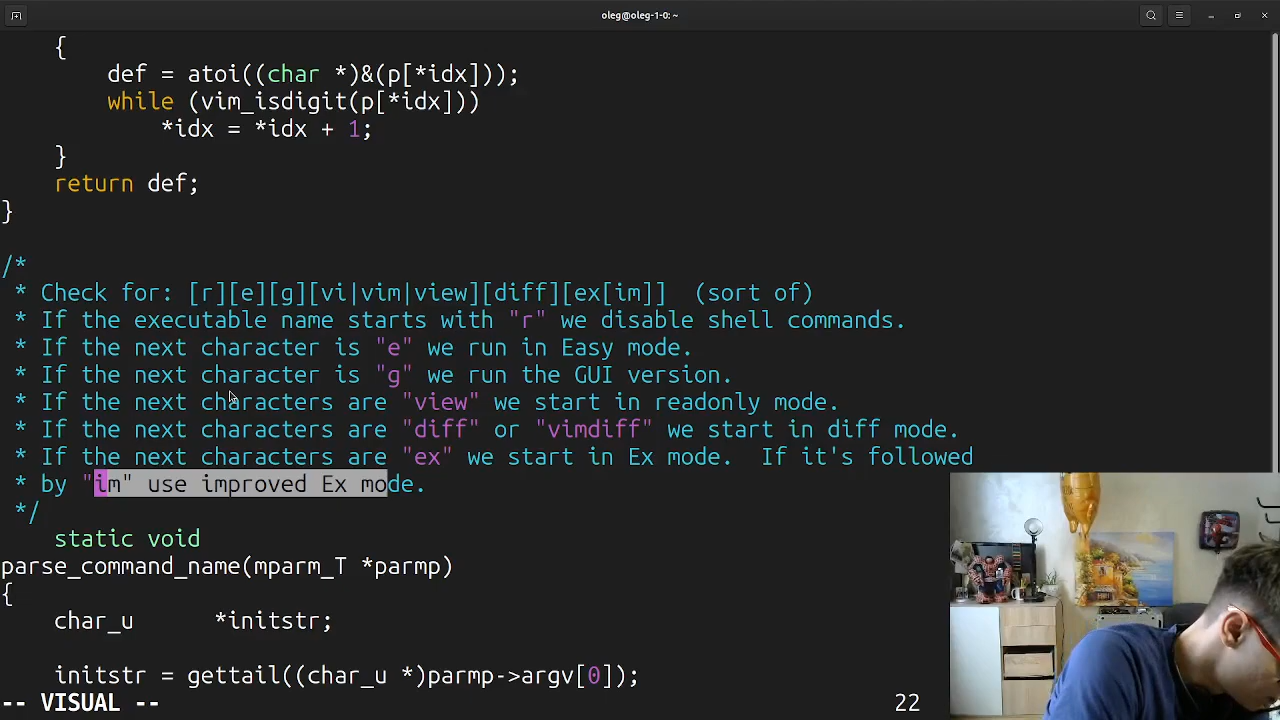 oleg@oleg-1-0: ~
{
def = atoi((char *)&(p[*idx]));
while (vim_isdigit(p[*idx]))
*idx = *idx + 1;
}
return def;
}
/*
* Check for: [r][e][g][vi|vim|view][diff][ex[im]]  (sort of)
* If the executable name starts with "r" we disable shell commands.
* If the next character is "e" we run in Easy mode.
* If the next character is "g" we run the GUI version.
* If the next characters are "view" we start in readonly mode.
* If the next characters are "diff" or "vimdiff" we start in diff mode.
* If the next characters are "ex" we start in Ex mode.  If it's followed
* by "im" use improved Ex mode.
*/
static void
parse_command_name(mparm_T *parmp)
{
char_u *initstr;
initstr = gettail((char_u *)parmp->argv[0]);
-- VISUAL -- 22